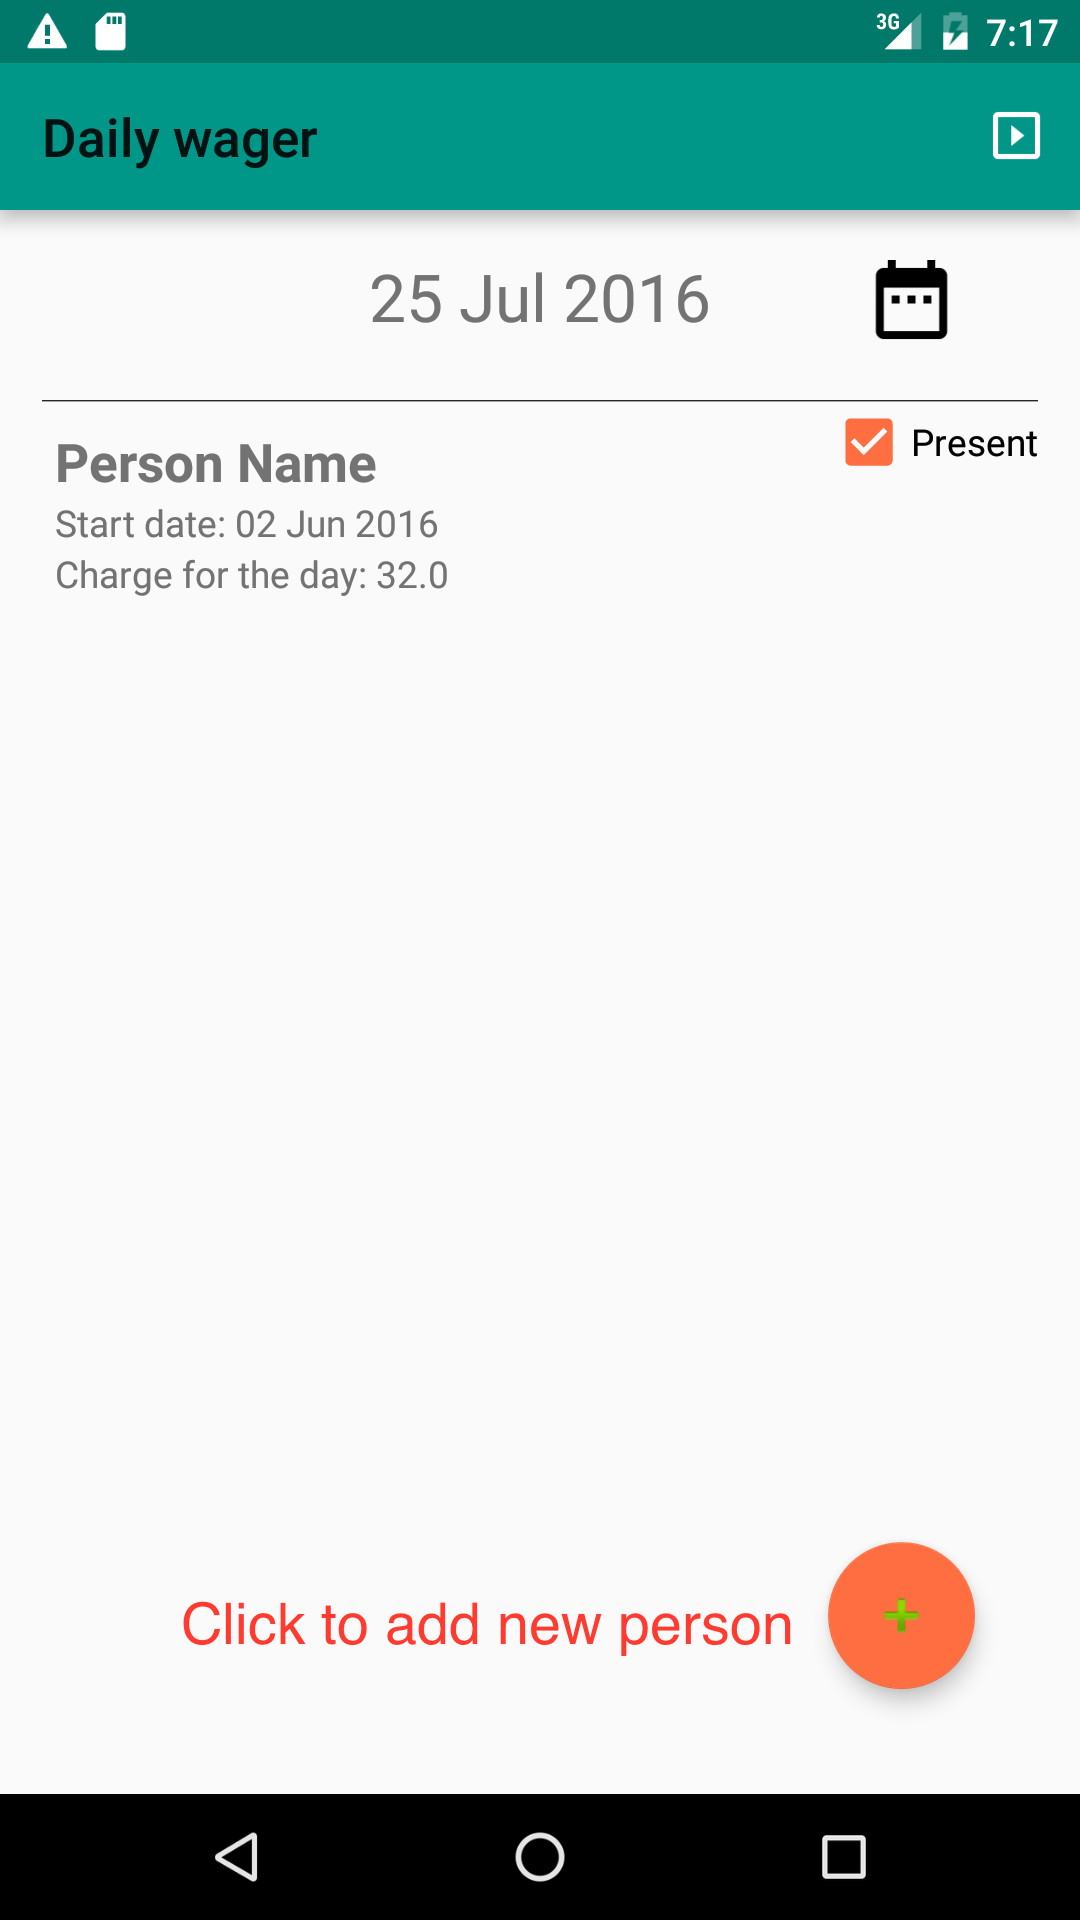 3G 7:17
Daily wager
25 Jul 2016
Present
Person Name
Start date: 02 Jun 2016
Charge for the day: 32.0
Click to add new person